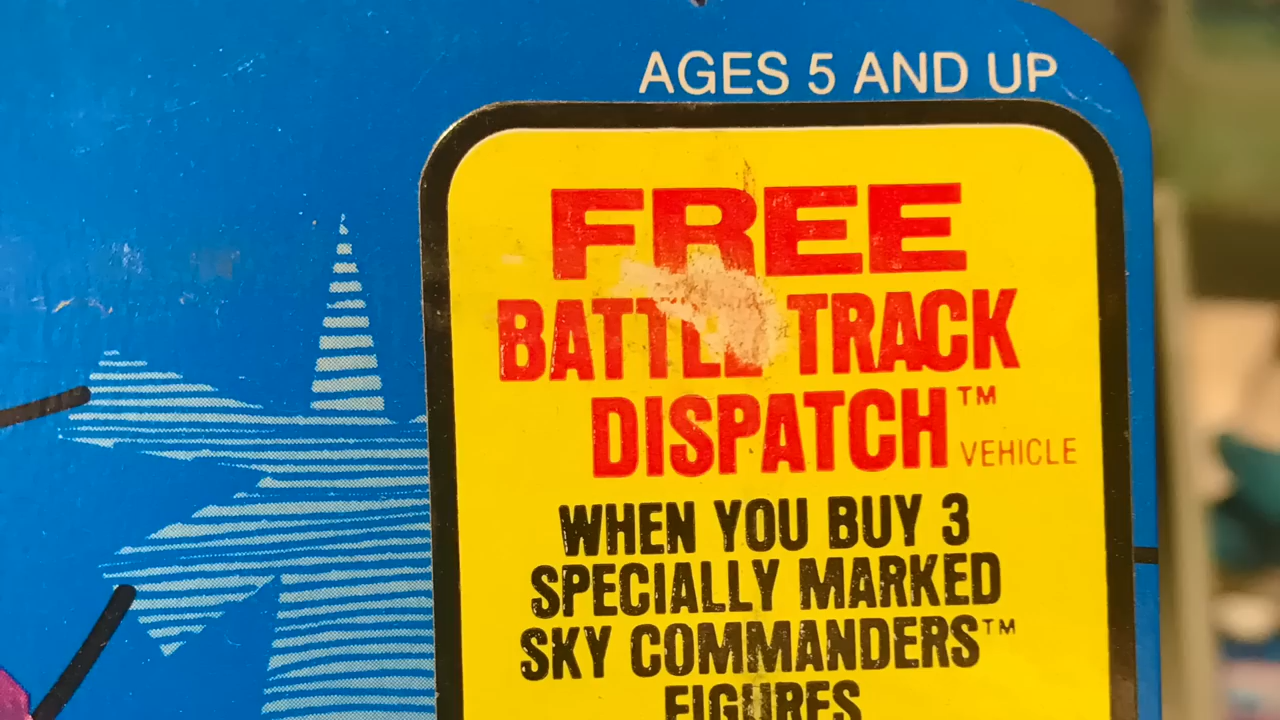 AGES 5 AND UP
FREE
BATTLE TRACK
DISPATCH™
VEHICLE
WHEN YOU BUY 3
SPECIALLY MARKED
SKY COMMANDERS™
FIGURES